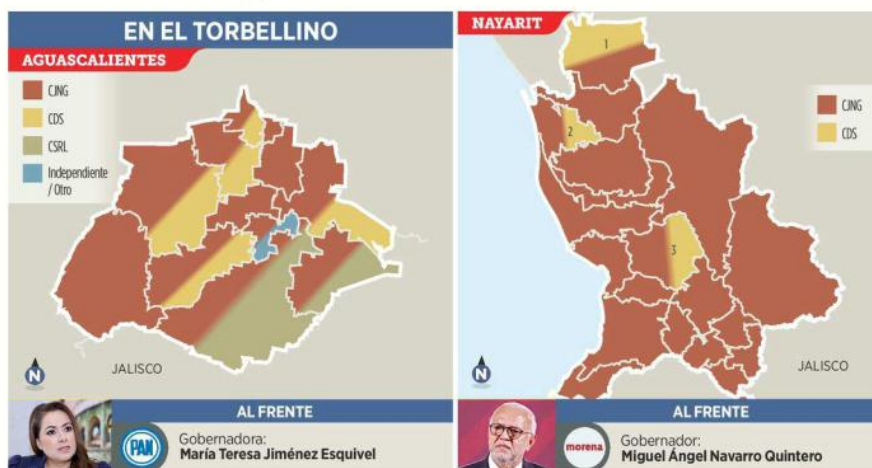 EN EL TORBELLINO
AGUASCALIENTES
CJNG
CDS
CSRL
Independiente
/ Otro
N
JALISCO
AL FRENTE
PAN
Gobernadora:
María Teresa Jiménez Esquivel
NAYARIT
CJNG
CDS
1
2
3
N
JALISCO
AL FRENTE
morena
Gobernador:
Miguel Ángel Navarro Quintero